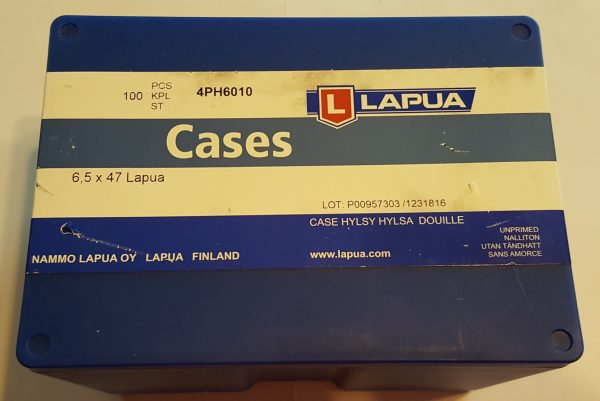 100 PCS
KPL
ST
4PH6010
L LAPUA
Cases
6,5 x 47 Lapua
LOT: P00957303 /1231816
CASE HYLSY HYLSA DOUILLE
UNPRIMED
NALLITON
UTAN TÄNDHATT
SANS AMORCE
NAMMO LAPUA OY LAPUA FINLAND
www.lapua.com